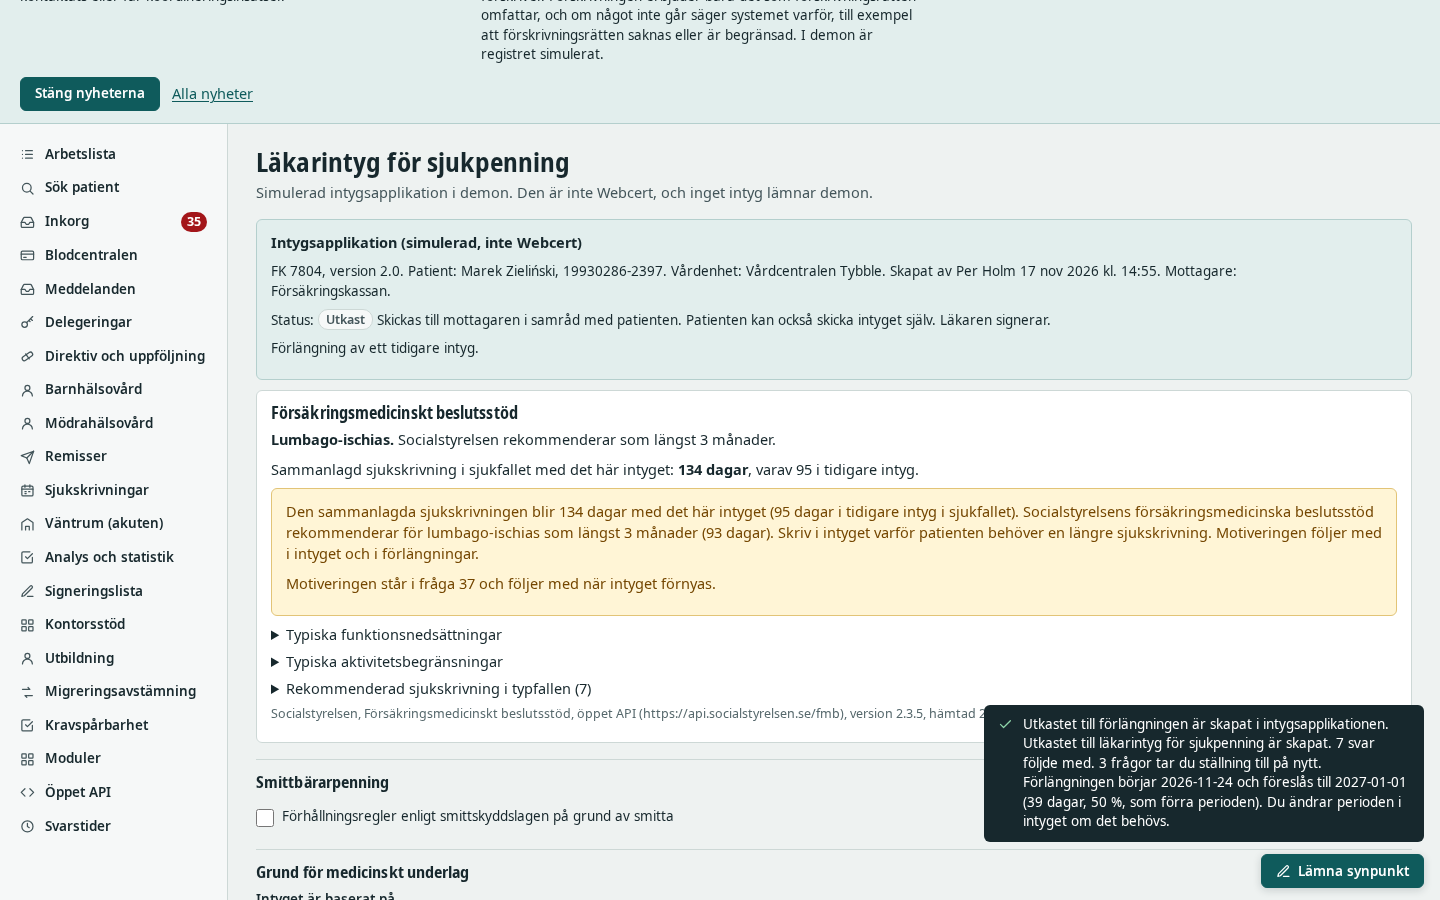 omfattar, och om något inte går säger systemet varför, till exempel
att förskrivningsrätten saknas eller är begränsad. I demon är
registret simulerat.
Stäng nyheterna
Alla nyheter
Arbetslista
Sök patient
Inkorg
35
Blodcentralen
Meddelanden
Delegeringar
Direktiv och uppföljning
Barnhälsovård
Mödrahälsovård
Remisser
Sjukskrivningar
Väntrum (akuten)
Analys och statistik
Signeringslista
Kontorsstöd
Utbildning
Migreringsavstämning
Kravspårbarhet
Moduler
Öppet API
Svarstider
Läkarintyg för sjukpenning
Simulerad intygsapplikation i demon. Den är inte Webcert, och inget intyg lämnar demon.
Intygsapplikation (simulerad, inte Webcert)
FK 7804, version 2.0. Patient: Marek Zieliński, 19930286-2397. Vårdenhet: Vårdcentralen Tybble. Skapat av Per Holm 17 nov 2026 kl. 14:55. Mottagare:
Försäkringskassan.
Status: Utkast Skickas till mottagaren i samråd med patienten. Patienten kan också skicka intyget själv. Läkaren signerar.
Förlängning av ett tidigare intyg.
Försäkringsmedicinskt beslutsstöd
Lumbago-ischias. Socialstyrelsen rekommenderar som längst 3 månader.
Sammanlagd sjukskrivning i sjukfallet med det här intyget: 134 dagar, varav 95 i tidigare intyg.
Den sammanlagda sjukskrivningen blir 134 dagar med det här intyget (95 dagar i tidigare intyg i sjukfallet). Socialstyrelsens försäkringsmedicinska beslutsstöd
rekommenderar för lumbago-ischias som längst 3 månader (93 dagar). Skriv i intyget varför patienten behöver en längre sjukskrivning. Motiveringen följer med
i intyget och i förlängningar.
Motiveringen står i fråga 37 och följer med när intyget förnyas.
Typiska funktionsnedsättningar
Typiska aktivitetsbegränsningar
Rekommenderad sjukskrivning i typfallen (7)
Socialstyrelsen, Försäkringsmedicinskt beslutsstöd, öppet API (https://api.socialstyrelsen.se/fmb), version 2.3.5, hämtad
Smittbärarpenning
Förhållningsregler enligt smittskyddslagen på grund av smitta
Grund för medicinskt underlag
Intyget är baserat på
Utkastet till förlängningen är skapat i intygsapplikationen.
Utkastet till läkarintyg för sjukpenning är skapat. 7 svar
följde med. 3 frågor tar du ställning till på nytt.
Förlängningen börjar 2026-11-24 och föreslås till 2027-01-01
(39 dagar, 50 %, som förra perioden). Du ändrar perioden i
intyget om det behövs.
Lämna synpunkt